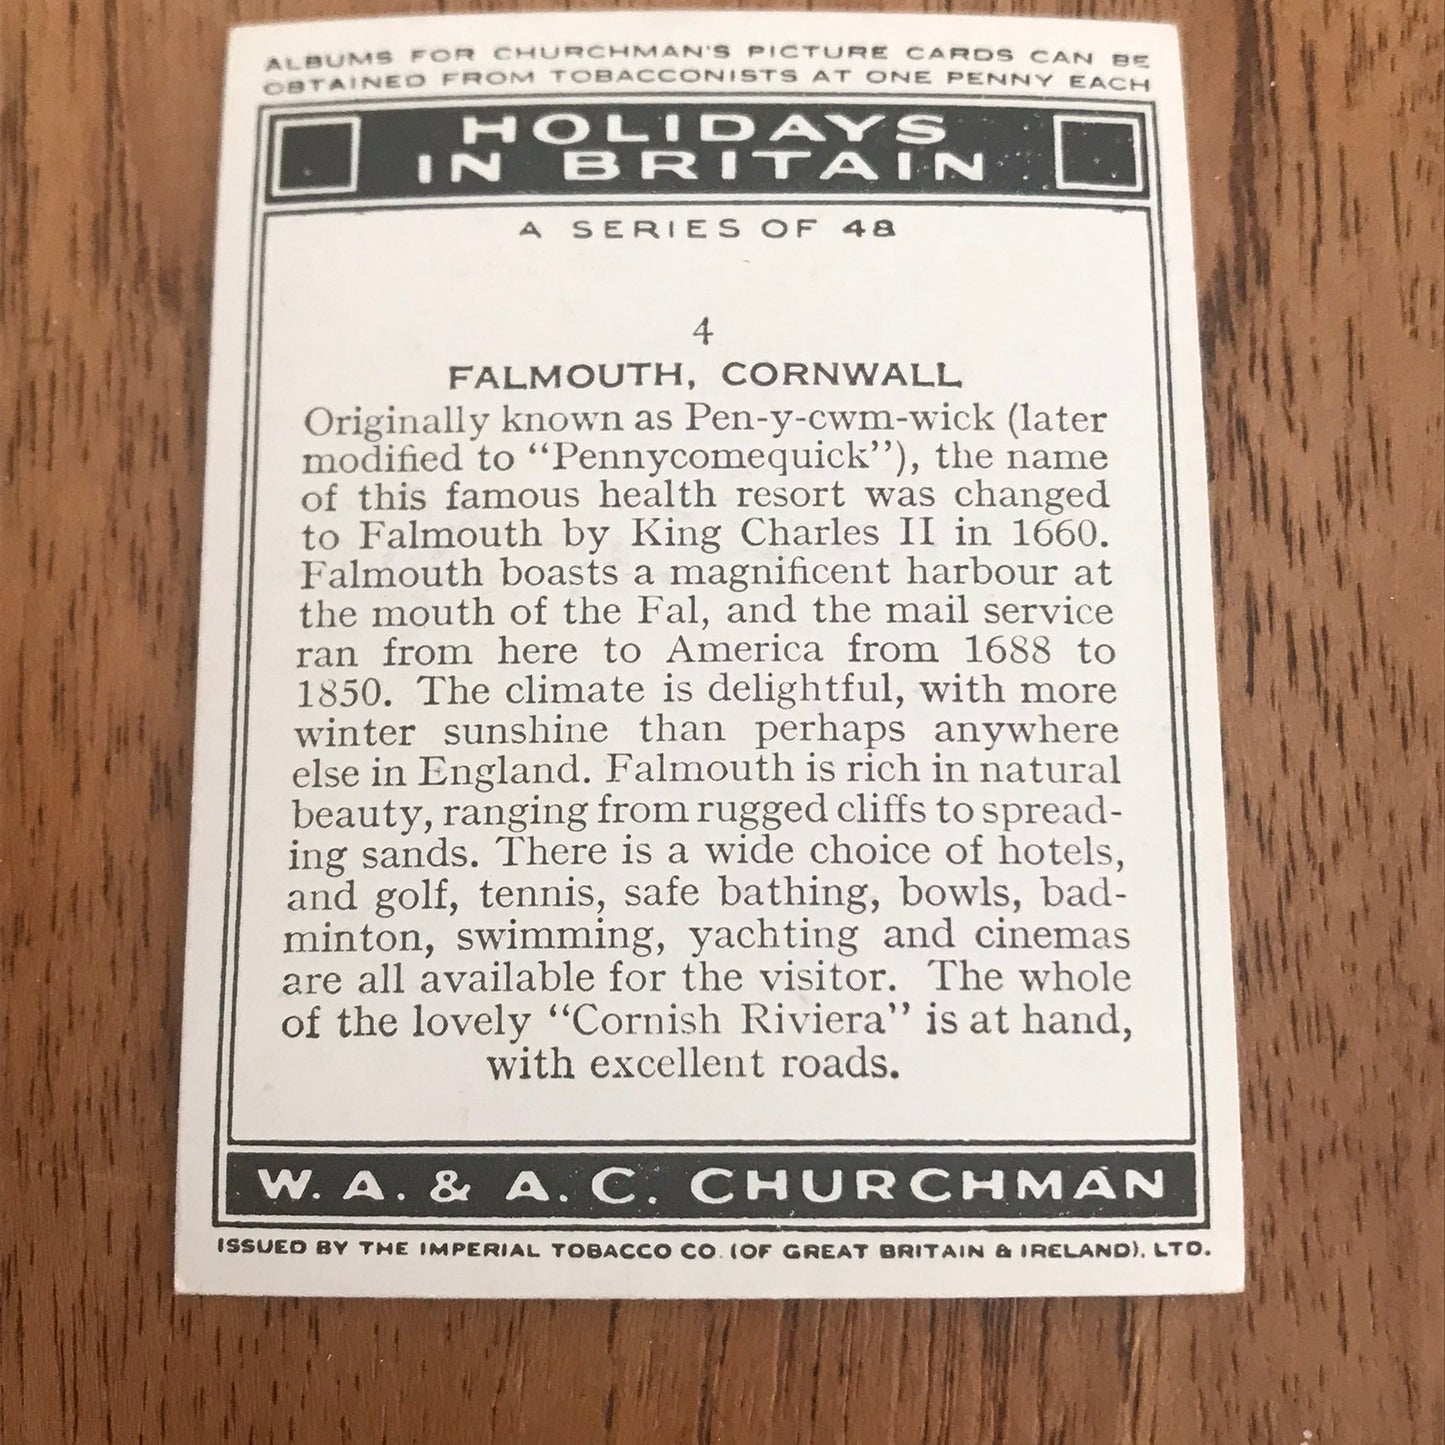 ALBUMS FOR CHURCHMAN'S PICTURE CARDS CAN BE
OBTAINED FROM TOBACCONISTS AT ONE PENNY EACH
HOLIDAYS
IN BRITAIN
A SERIES OF 48
4
FALMOUTH, CORNWALL
Originally known as Pen-y-cwm-wick (later
modified to "Pennycomequick"), the name
of this famous health resort was changed
to Falmouth by King Charles II in 1660.
Falmouth boasts a magnificent harbour at
the mouth of the Fal, and the mail service
ran from here to America from 1688 to
1850. The climate is delightful, with more
winter sunshine than perhaps anywhere
else in England. Falmouth is rich in natural
beauty, ranging from rugged cliffs to spread-
ing sands. There is a wide choice of hotels,
and golf, tennis, safe bathing, bowls, bad-
minton, swimming, yachting and cinemas
are all available for the visitor. The whole
of the lovely "Cornish Riviera" is at hand,
with excellent roads.
W. A. & A. C. CHURCHMAN
ISSUED BY THE IMPERIAL TOBACCO CO. (OF GREAT BRITAIN & IRELAND), LTD.